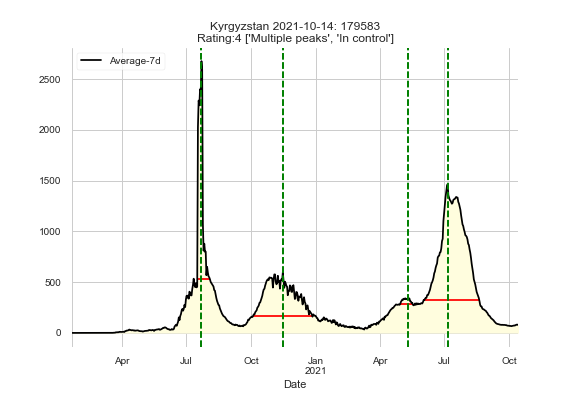 Kyrgyzstan 2021-10-14: 179583
Rating:4 ['Multiple peaks', 'In control']
Average-7d
2500
2000
1500
1000
500
0
Apr Jul Oct Jan Apr Jul Oct
2021
Date